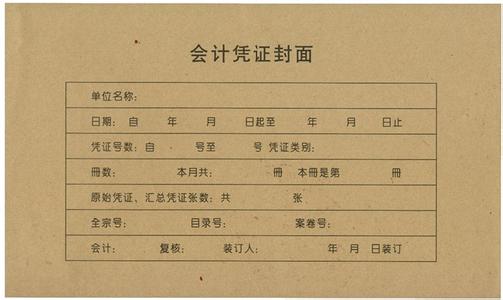 会计凭证封面
单位名称:
日期: 自 年 月 日起至 年 月 日止
凭证号数: 自 号至 号 凭证类别:
册数: 本月共: 册 本册是第 册
原始凭证、汇总凭证张数: 共 张
全宗号: 目录号: 案卷号:
会计: 复核: 装订人: 年 月 日装订